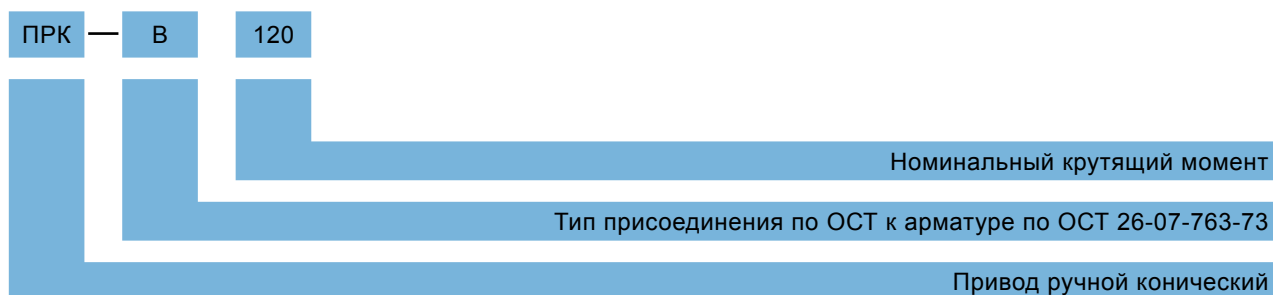 ПРК — В 120
Номинальный крутящий момент
Тип присоединения по ОСТ к арматуре по ОСТ 26-07-763-73
Привод ручной конический